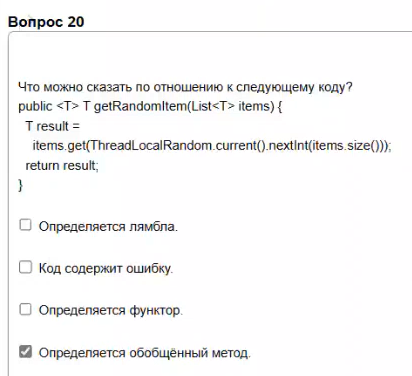 Вопрос 20
Что можно сказать по отношению к следующему коду?
public <T> T getRandomItem(List<T> items) {
T result =
items.get(ThreadLocalRandom.current().nextInt(items.size()));
return result;
}
Определяется лямбла.
Код содержит ошибку.
Определяется функтор.
Определяется обобщённый метод.